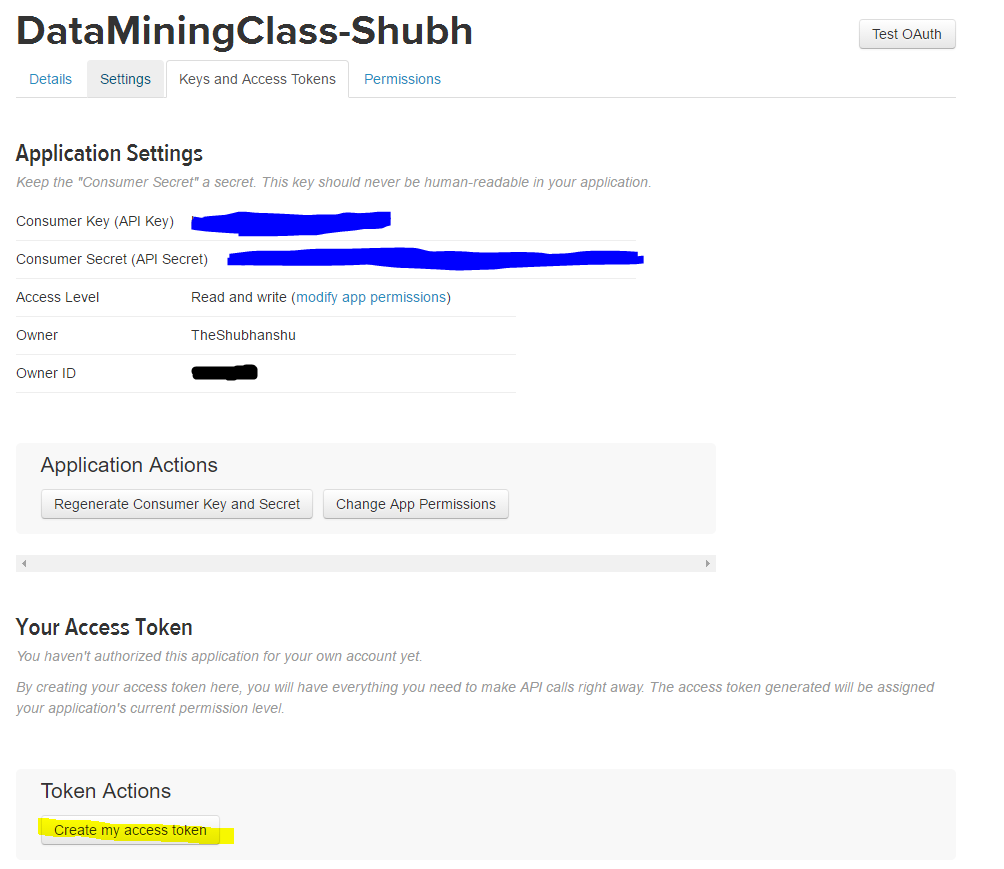 DataMiningClass-Shubh
Test OAuth
Details Settings Keys and Access Tokens Permissions
Application Settings
Keep the "Consumer Secret" a secret. This key should never be human-readable in your application.
Consumer Key (API Key)
Consumer Secret (API Secret)
Access Level Read and write (modify app permissions)
Owner TheShubhanshu
Owner ID
Application Actions
Regenerate Consumer Key and Secret Change App Permissions
Your Access Token
You haven't authorized this application for your own account yet.
By creating your access token here, you will have everything you need to make API calls right away. The access token generated will be assigned
your application's current permission level.
Token Actions
Create my access token